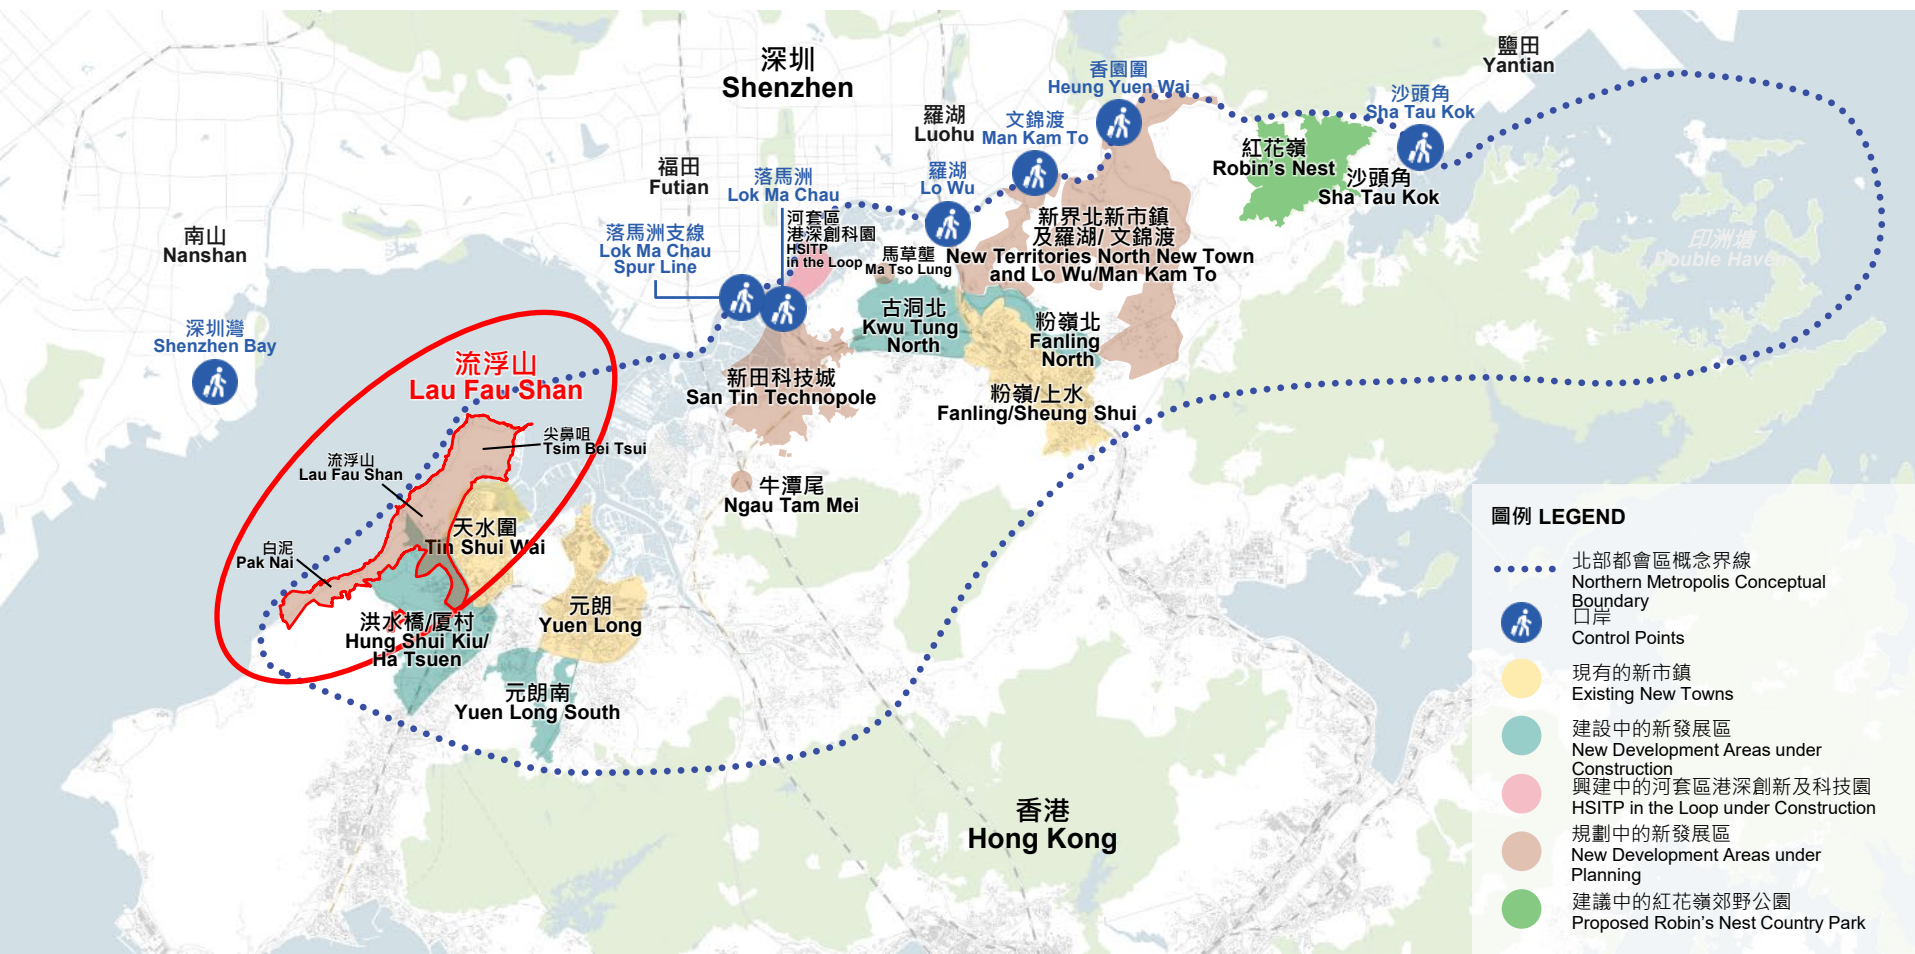 深圳
Shenzhen
鹽田
Yantian
香園圍
Heung Yuen Wai
沙頭角
Sha Tau Kok
羅湖
Luohu
文錦渡
Man Kam To
紅花嶺
Robin's Nest
沙頭角
Sha Tau Kok
福田
Futian
落馬洲
Lok Ma Chau
羅湖
Lo Wu
南山
Nanshan
落馬洲支線
Lok Ma Chau
Spur Line
河套區
港深創科園
HSITP
in the Loop
馬草壟
Ma Tso Lung
新界北新市鎮
及羅湖/ 文錦渡
New Territories North New Town
and Lo Wu/Man Kam To
印洲塘
Double Haven
深圳灣
Shenzhen Bay
古洞北
Kwu Tung
North
粉嶺北
Fanling
North
流浮山
Lau Fau Shan
新田科技城
San Tin Technopole
粉嶺/上水
Fanling/Sheung Shui
尖鼻咀
Tsim Bei Tsui
流浮山
Lau Fau Shan
牛潭尾
Ngau Tam Mei
天水圍
Tin Shui Wai
白泥
Pak Nai
元朗
Yuen Long
洪水橋/厦村
Hung Shui Kiu/
Ha Tsuen
元朗南
Yuen Long South
香港
Hong Kong
圖例 LEGEND
北部都會區概念界線
Northern Metropolis Conceptual
Boundary
口岸
Control Points
現有的新市鎮
Existing New Towns
建設中的新發展區
New Development Areas under
Construction
興建中的河套區港深創新及科技園
HSITP in the Loop under Construction
規劃中的新發展區
New Development Areas under
Planning
建議中的紅花嶺郊野公園
Proposed Robin's Nest Country Park